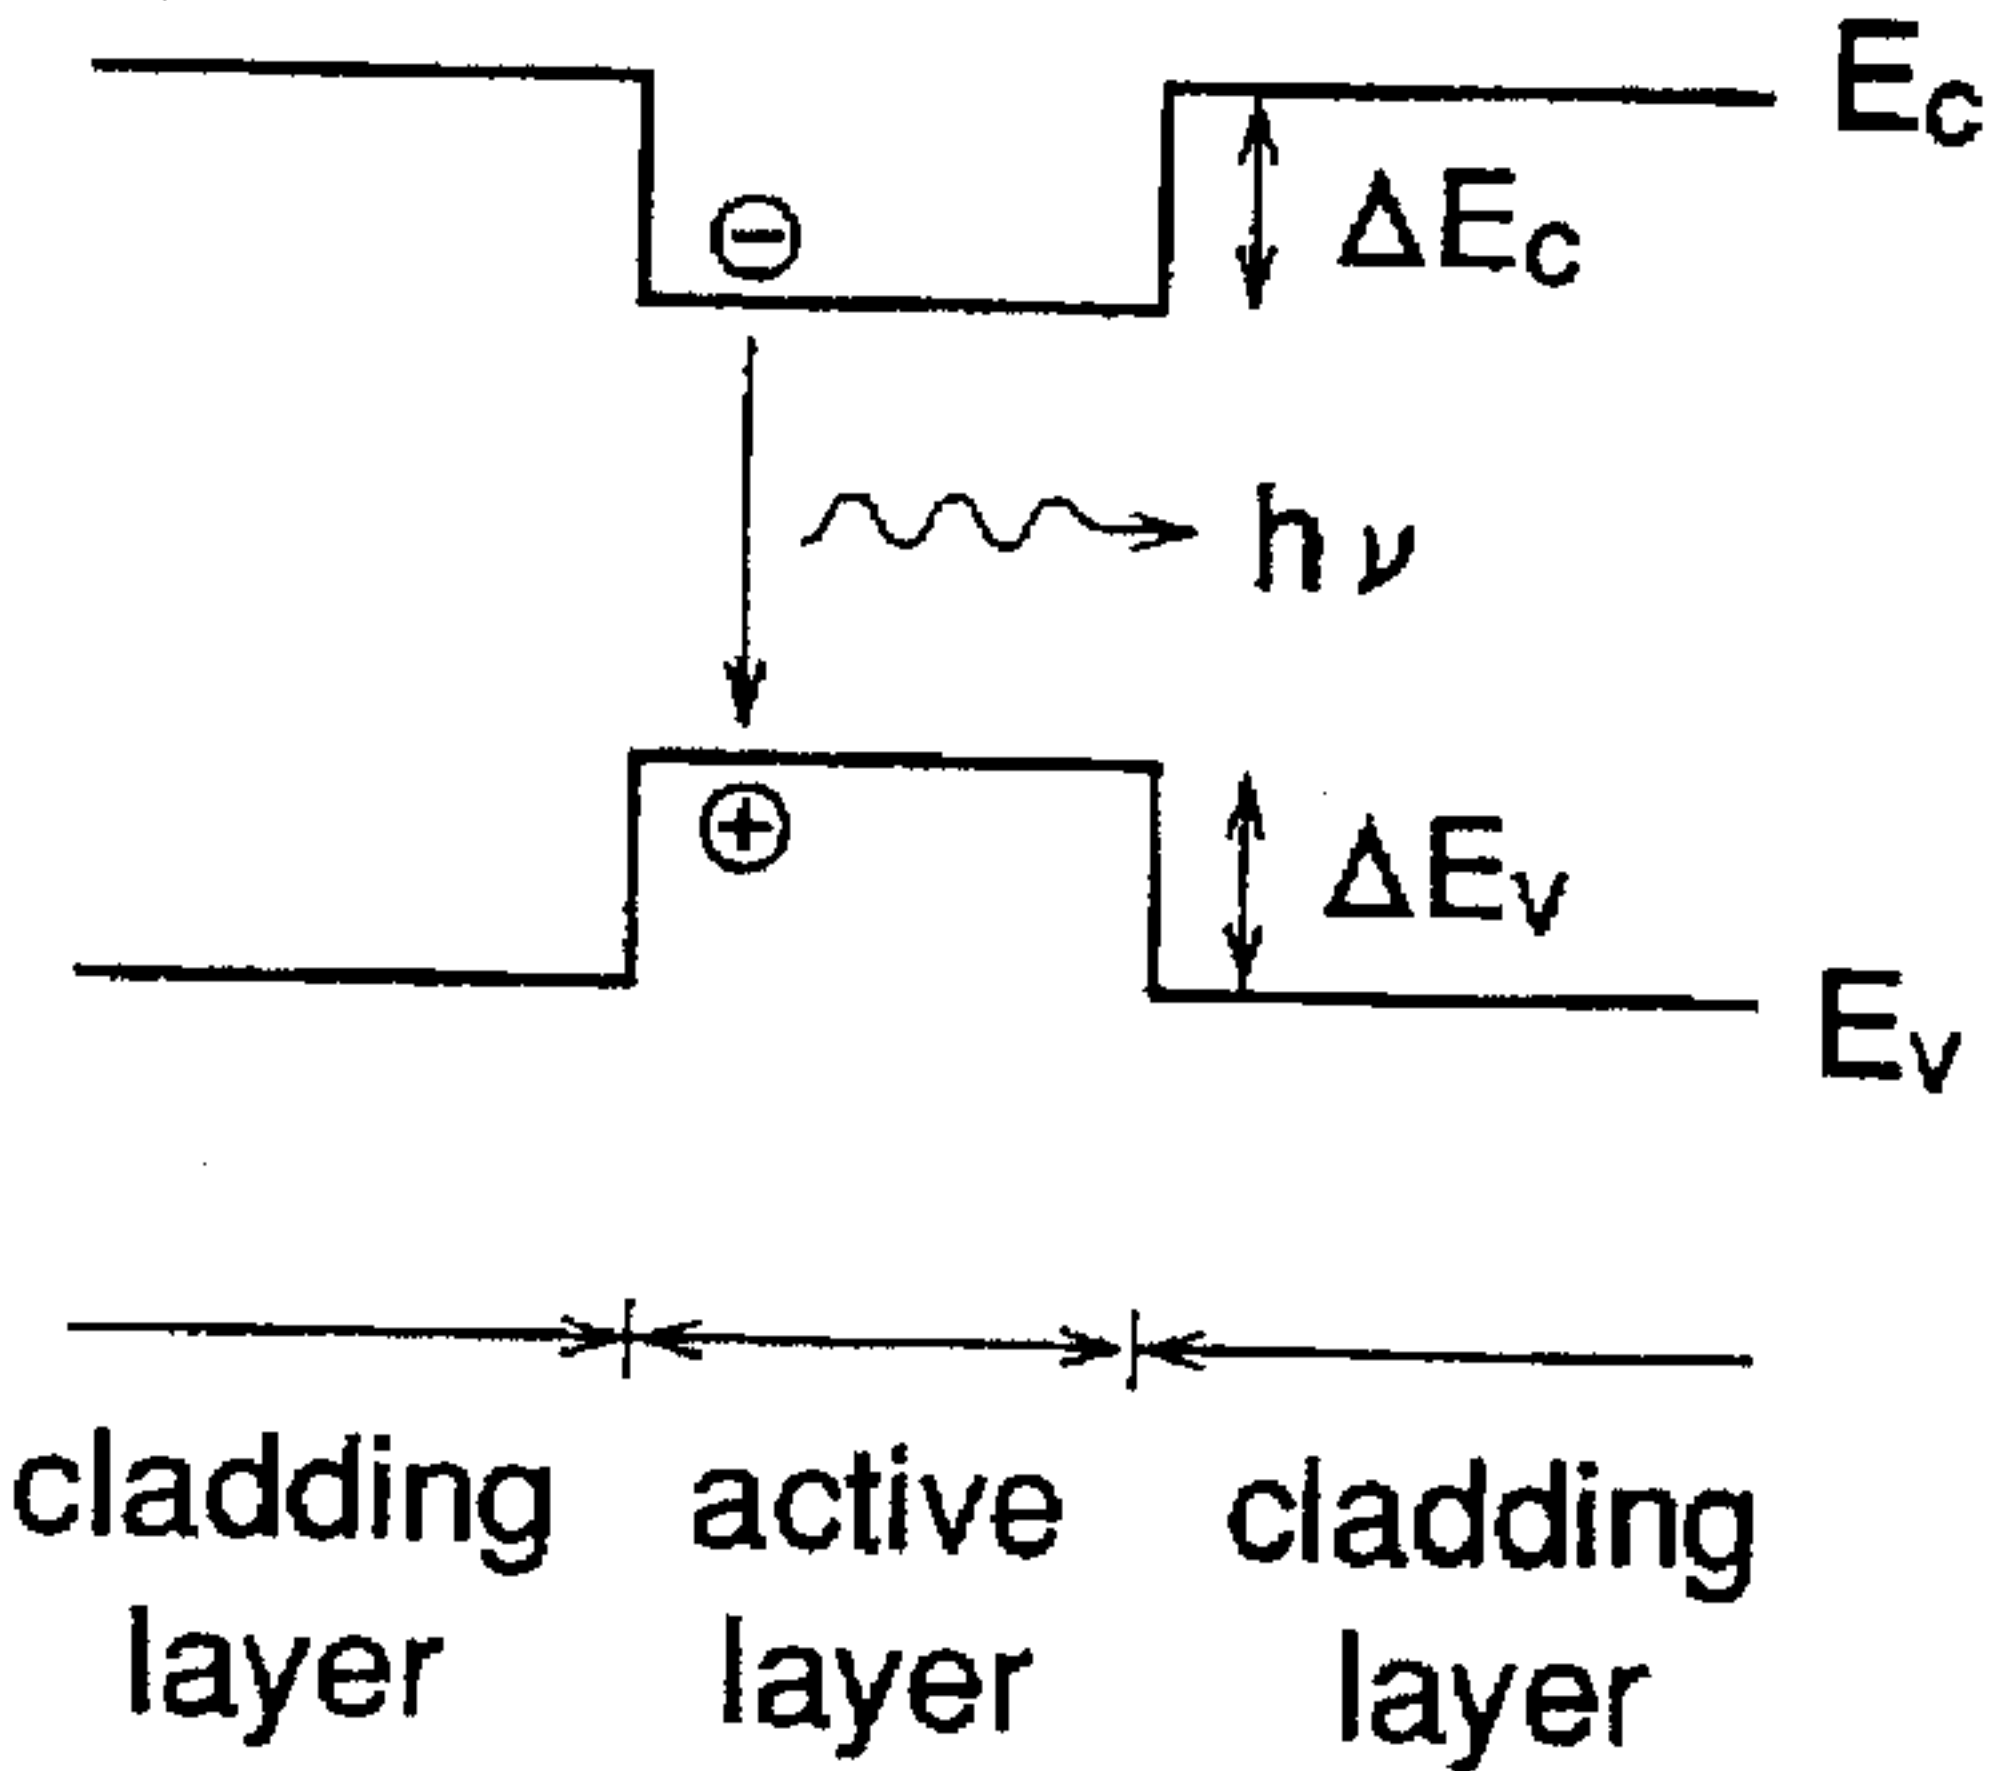 Ec
ΔEc
⊖
hν
⊕
ΔEv
Ev
cladding layer
active layer
cladding layer